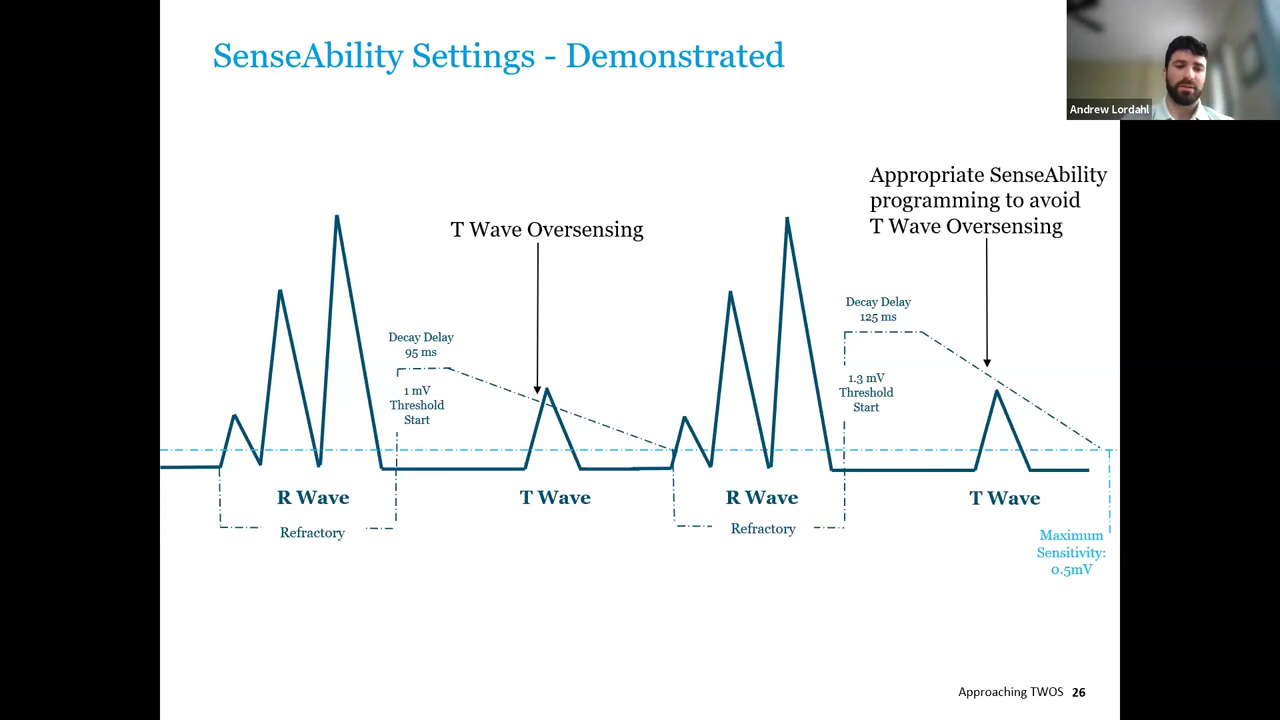 SenseAbility Settings - Demonstrated
Andrew Lordahl
Appropriate SenseAbility
programming to avoid
T Wave Oversensing
T Wave Oversensing
Decay Delay
95 ms
1 mV
Threshold
Start
Decay Delay
125 ms
1.3 mV
Threshold
Start
R Wave
T Wave
R Wave
T Wave
Refractory
Refractory
Maximum
Sensitivity:
0.5mV
Approaching TWOS 26